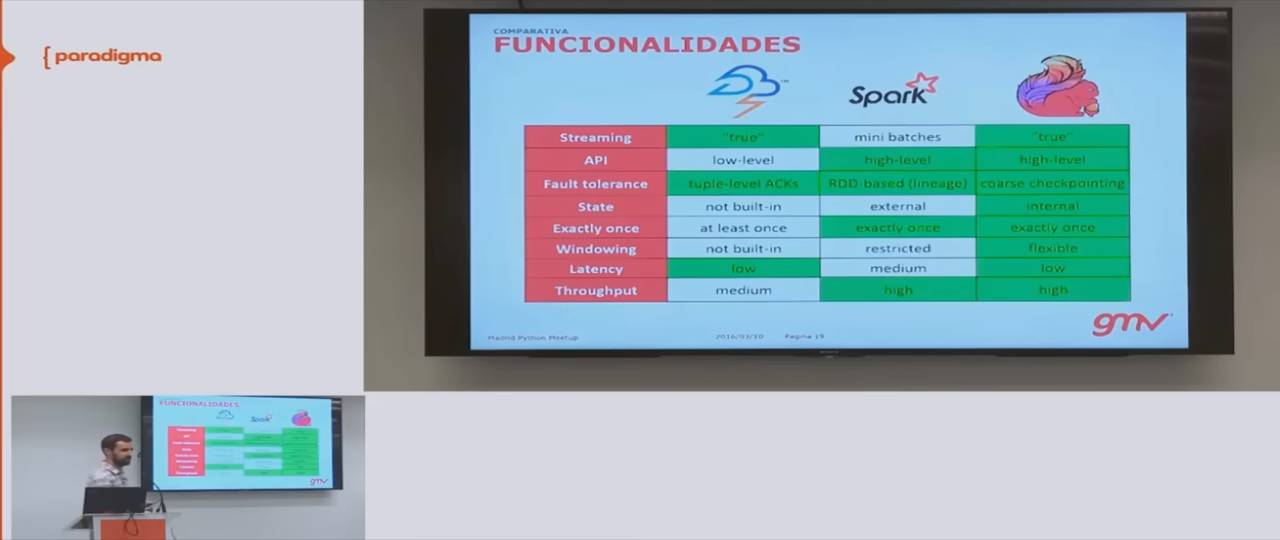 { paradigma
COMPARATIVA
FUNCIONALIDADES
Spark
Streaming "true" mini batches "true"
API low-level high-level high-level
Fault tolerance tuple-level ACKs RDD-based (lineage) coarse checkpointing
State not built-in external internal
Exactly once at least once exactly once exactly once
Windowing not built-in restricted flexible
Latency low medium low
Throughput medium high high
gmv
Madrid Python Meetup 2016/03/10 Pagina 19
FUNCIONALIDADES
Spark
gmv